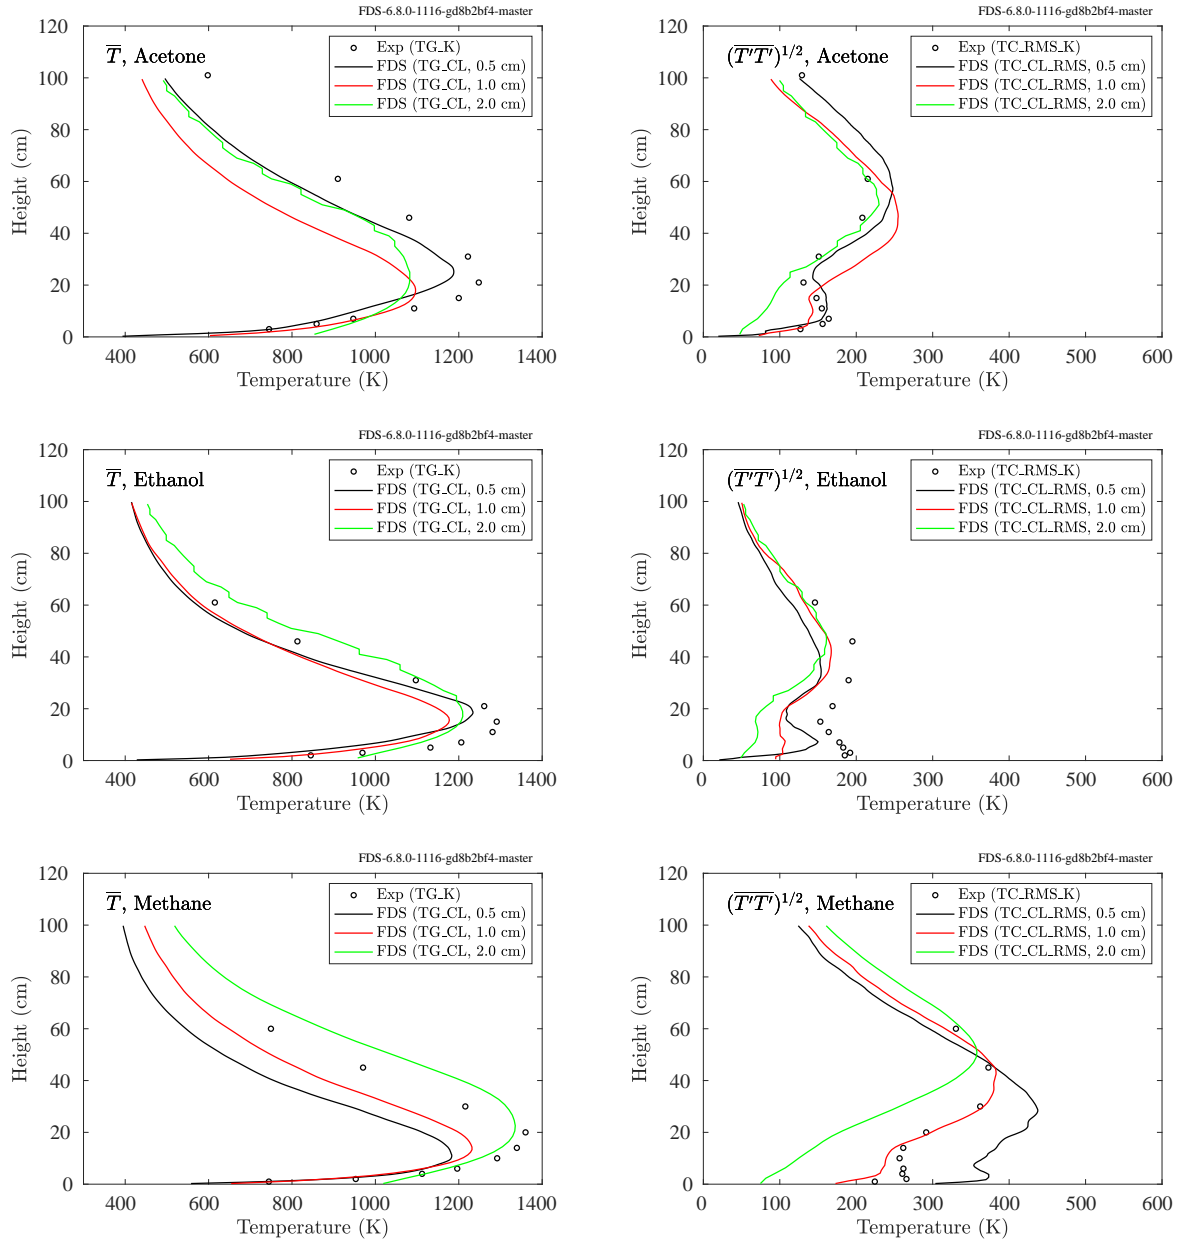 FDS-6.8.0-1116-gd8b2bf4-master
T, Acetone
Exp (TG_K)
FDS (TG_CL, 0.5 cm)
FDS (TG_CL, 1.0 cm)
FDS (TG_CL, 2.0 cm)
120
100
80
60
40
20
0
Height (cm)
400 600 800 1000 1200 1400
Temperature (K)
FDS-6.8.0-1116-gd8b2bf4-master
(T′T′)1/2, Acetone
Exp (TC_RMS_K)
FDS (TC_CL_RMS, 0.5 cm)
FDS (TC_CL_RMS, 1.0 cm)
FDS (TC_CL_RMS, 2.0 cm)
120
100
80
60
40
20
0
Height (cm)
0 100 200 300 400 500 600
Temperature (K)
FDS-6.8.0-1116-gd8b2bf4-master
T, Ethanol
Exp (TG_K)
FDS (TG_CL, 0.5 cm)
FDS (TG_CL, 1.0 cm)
FDS (TG_CL, 2.0 cm)
120
100
80
60
40
20
0
Height (cm)
400 600 800 1000 1200 1400
Temperature (K)
FDS-6.8.0-1116-gd8b2bf4-master
(T′T′)1/2, Ethanol
Exp (TC_RMS_K)
FDS (TC_CL_RMS, 0.5 cm)
FDS (TC_CL_RMS, 1.0 cm)
FDS (TC_CL_RMS, 2.0 cm)
120
100
80
60
40
20
0
Height (cm)
0 100 200 300 400 500 600
Temperature (K)
FDS-6.8.0-1116-gd8b2bf4-master
T, Methane
Exp (TG_K)
FDS (TG_CL, 0.5 cm)
FDS (TG_CL, 1.0 cm)
FDS (TG_CL, 2.0 cm)
120
100
80
60
40
20
0
Height (cm)
400 600 800 1000 1200 1400
Temperature (K)
FDS-6.8.0-1116-gd8b2bf4-master
(T′T′)1/2, Methane
Exp (TC_RMS_K)
FDS (TC_CL_RMS, 0.5 cm)
FDS (TC_CL_RMS, 1.0 cm)
FDS (TC_CL_RMS, 2.0 cm)
120
100
80
60
40
20
0
Height (cm)
0 100 200 300 400 500 600
Temperature (K)